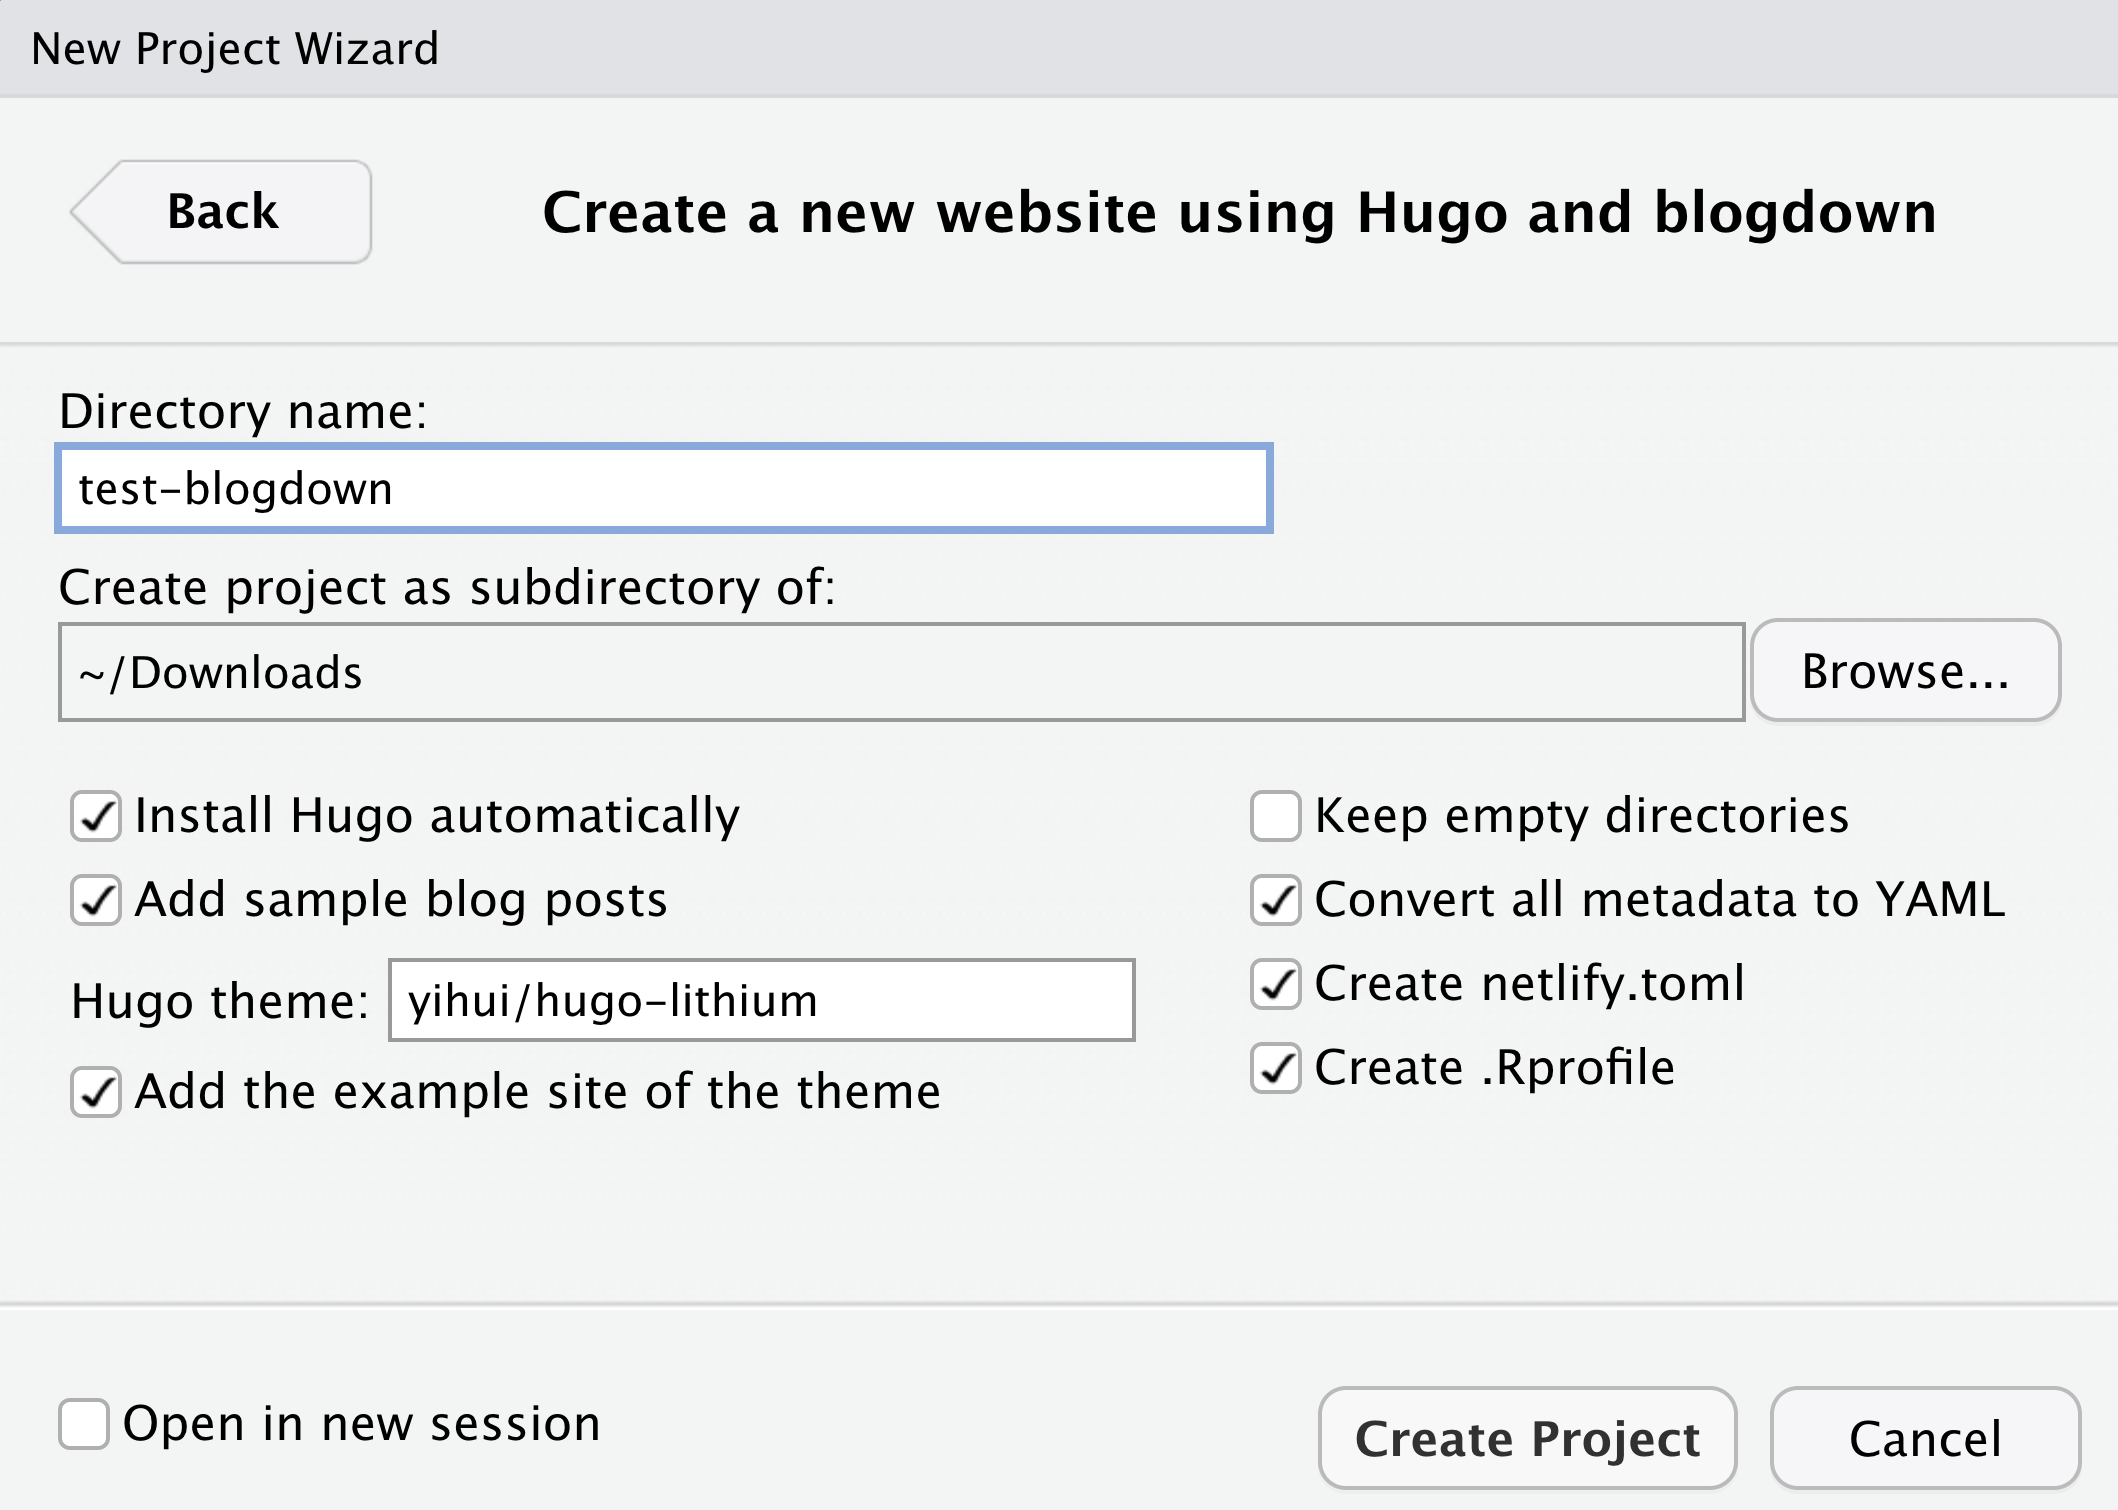 New Project Wizard
Back
Create a new website using Hugo and blogdown
Directory name:
test-blogdown
Create project as subdirectory of:
~/Downloads
Browse...
Install Hugo automatically
Add sample blog posts
Hugo theme: yihui/hugo-lithium
Add the example site of the theme
Keep empty directories
Convert all metadata to YAML
Create netlify.toml
Create .Rprofile
Open in new session
Create Project
Cancel